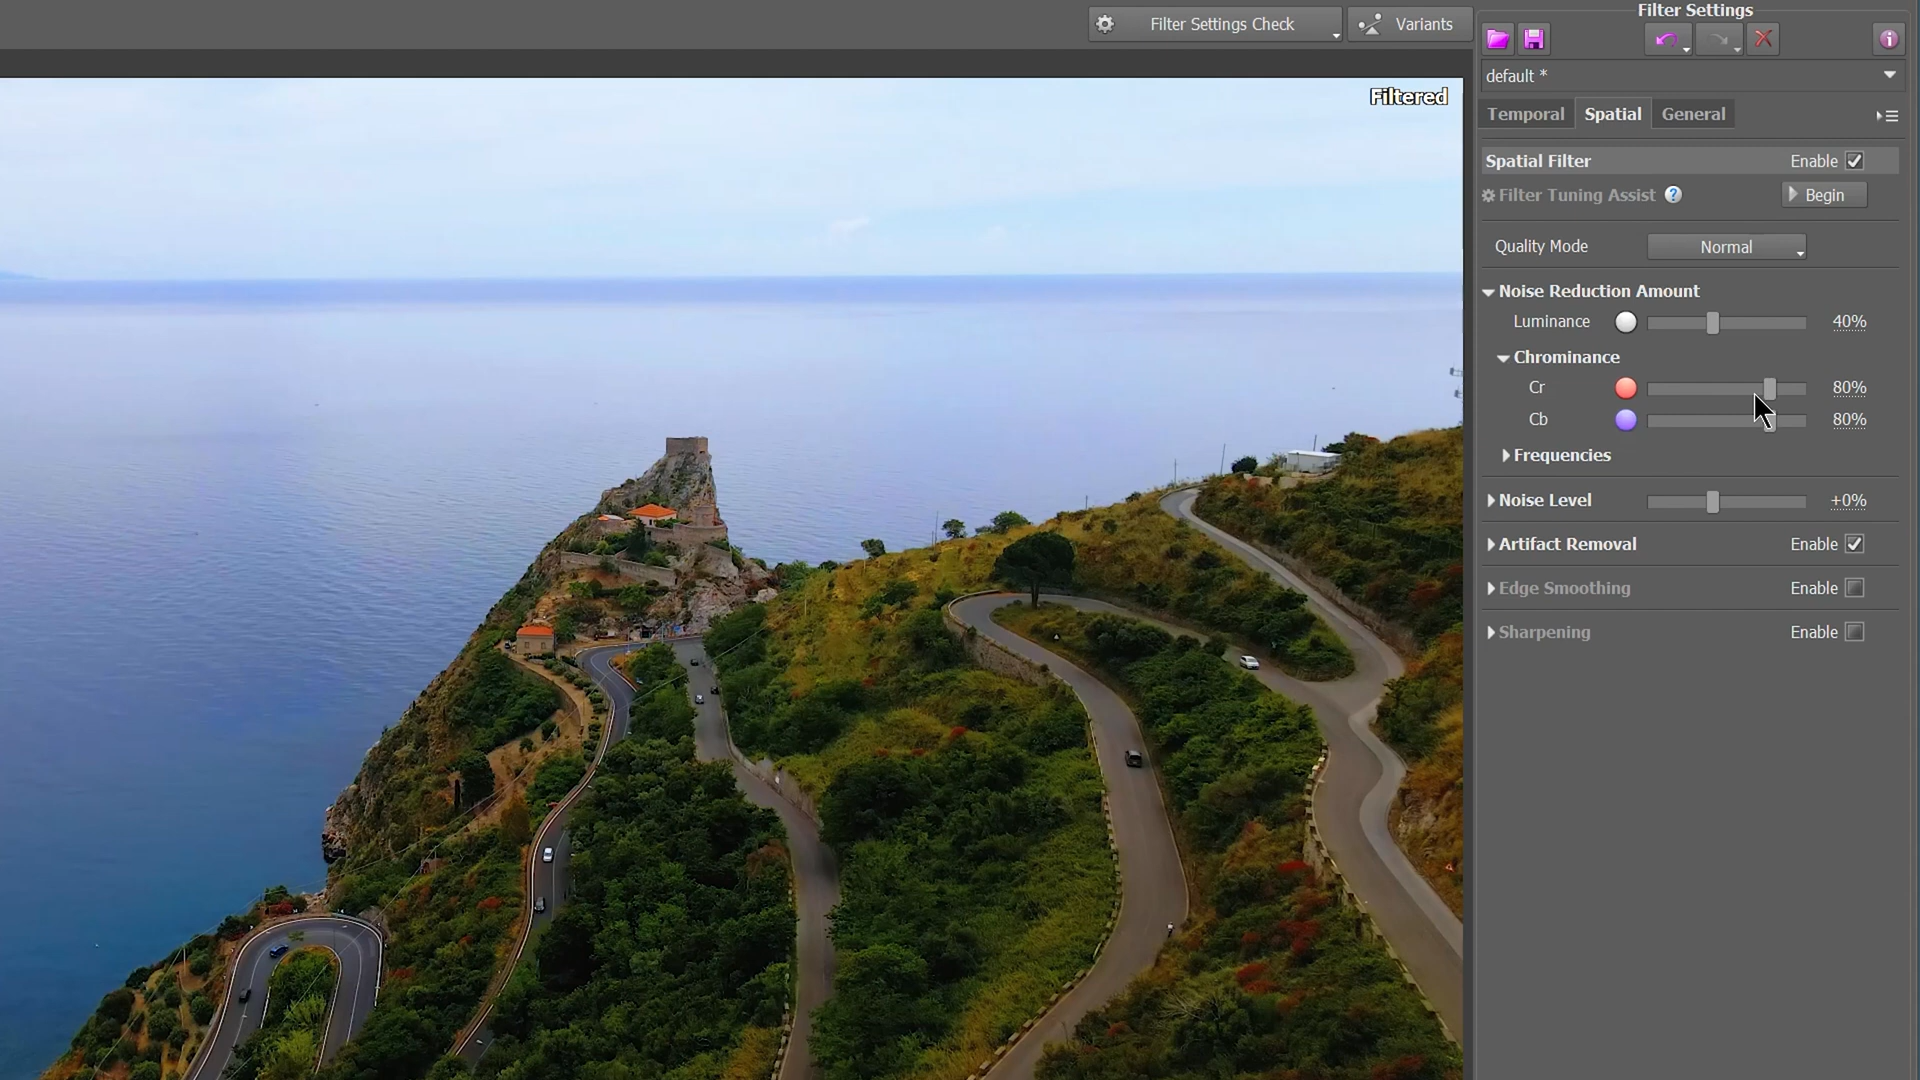 Filter Settings Check
Variants
Filter Settings
default *
Temporal
Spatial
General
Spatial Filter
Enable
Filter Tuning Assist
?
Begin
Quality Mode
Normal
Noise Reduction Amount
Luminance
40%
Chrominance
Cr
80%
Cb
80%
Frequencies
Noise Level
+0%
Artifact Removal
Enable
Edge Smoothing
Enable
Sharpening
Enable
Filtered